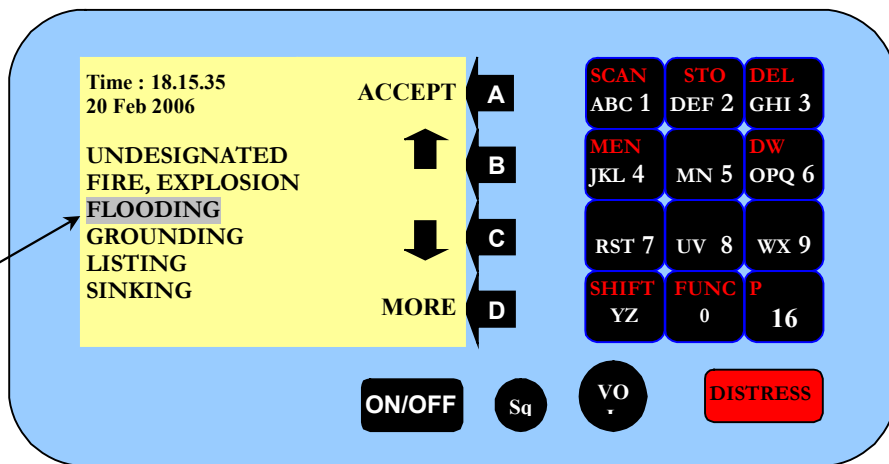 Time : 18.15.35
20 Feb 2006
ACCEPT
A
UNDESIGNATED
B
FIRE, EXPLOSION
FLOODING
GROUNDING
C
LISTING
SINKING
MORE
D
SCAN STO DEL
ABC 1 DEF 2 GHI 3
MEN DW
JKL 4 MN 5 OPQ 6
RST 7 UV 8 WX 9
SHIFT FUNC P
YZ 0 16
ON/OFF
Sq
VO
DISTRESS